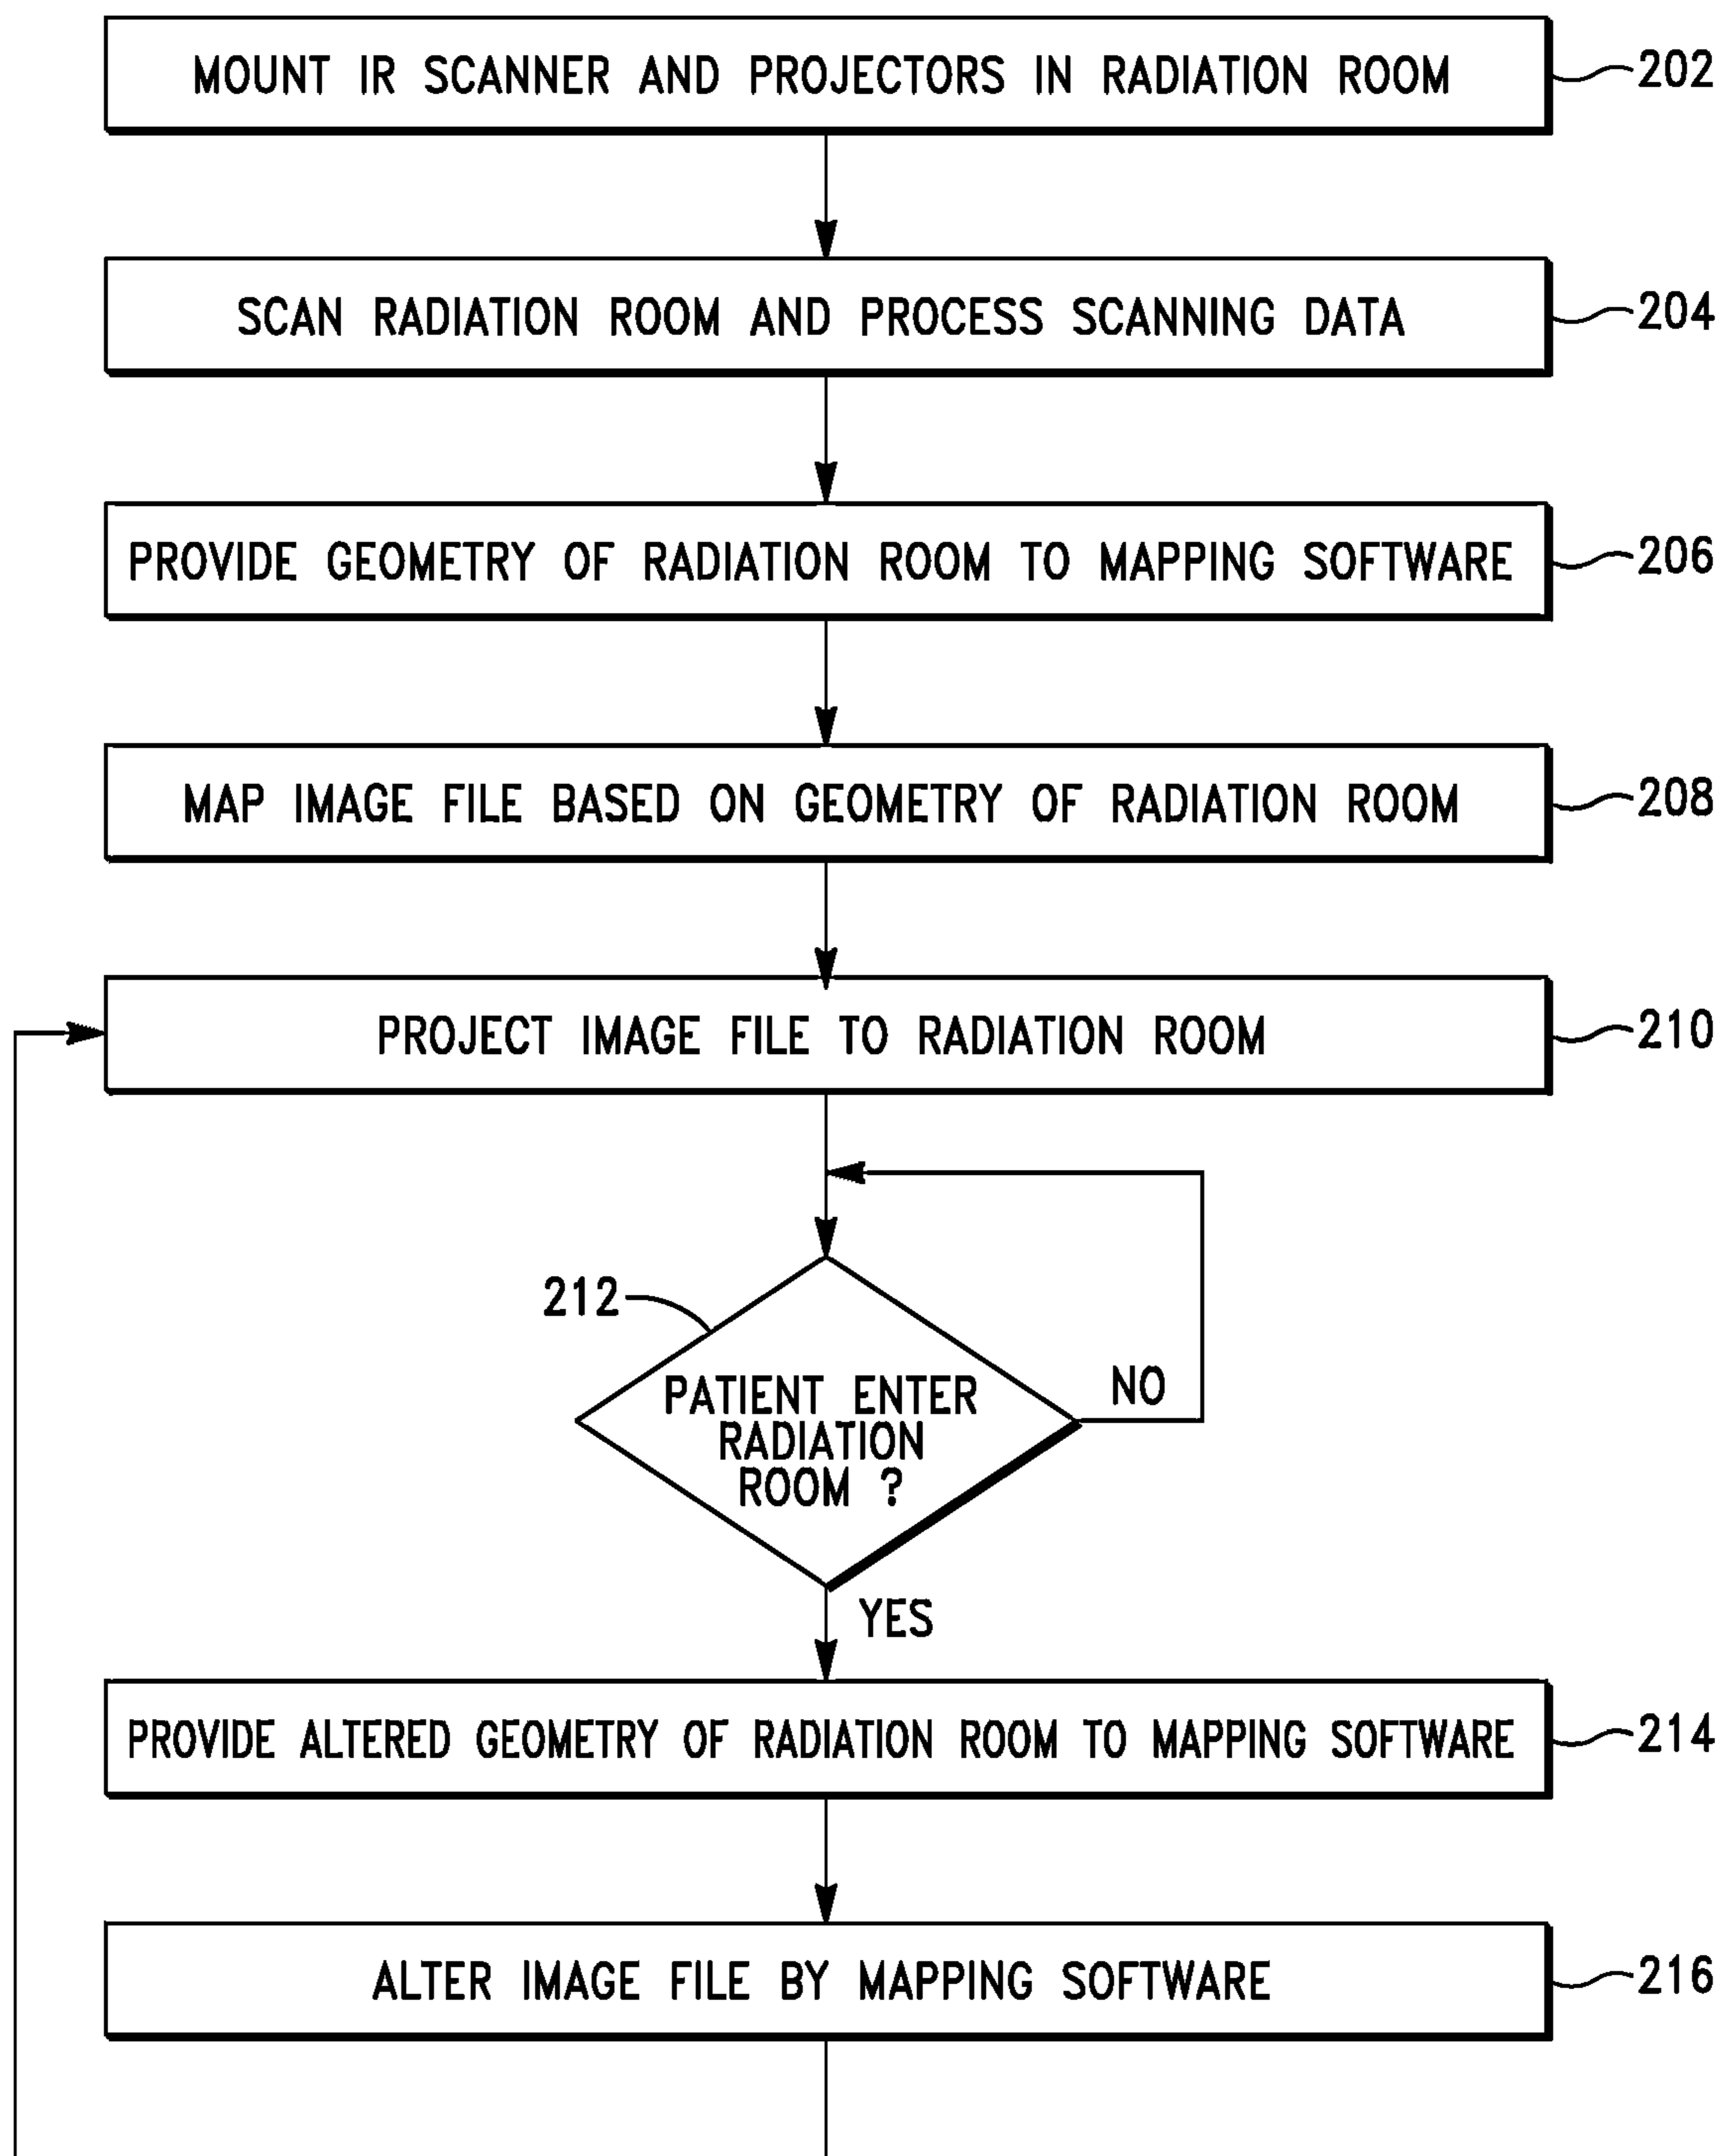 MOUNT IR SCANNER AND PROJECTORS IN RADIATION ROOM
202
SCAN RADIATION ROOM AND PROCESS SCANNING DATA
204
PROVIDE GEOMETRY OF RADIATION ROOM TO MAPPING SOFTWARE
206
MAP IMAGE FILE BASED ON GEOMETRY OF RADIATION ROOM
208
PROJECT IMAGE FILE TO RADIATION ROOM
210
212
PATIENT ENTER
RADIATION
ROOM ?
NO
YES
PROVIDE ALTERED GEOMETRY OF RADIATION ROOM TO MAPPING SOFTWARE
214
ALTER IMAGE FILE BY MAPPING SOFTWARE
216